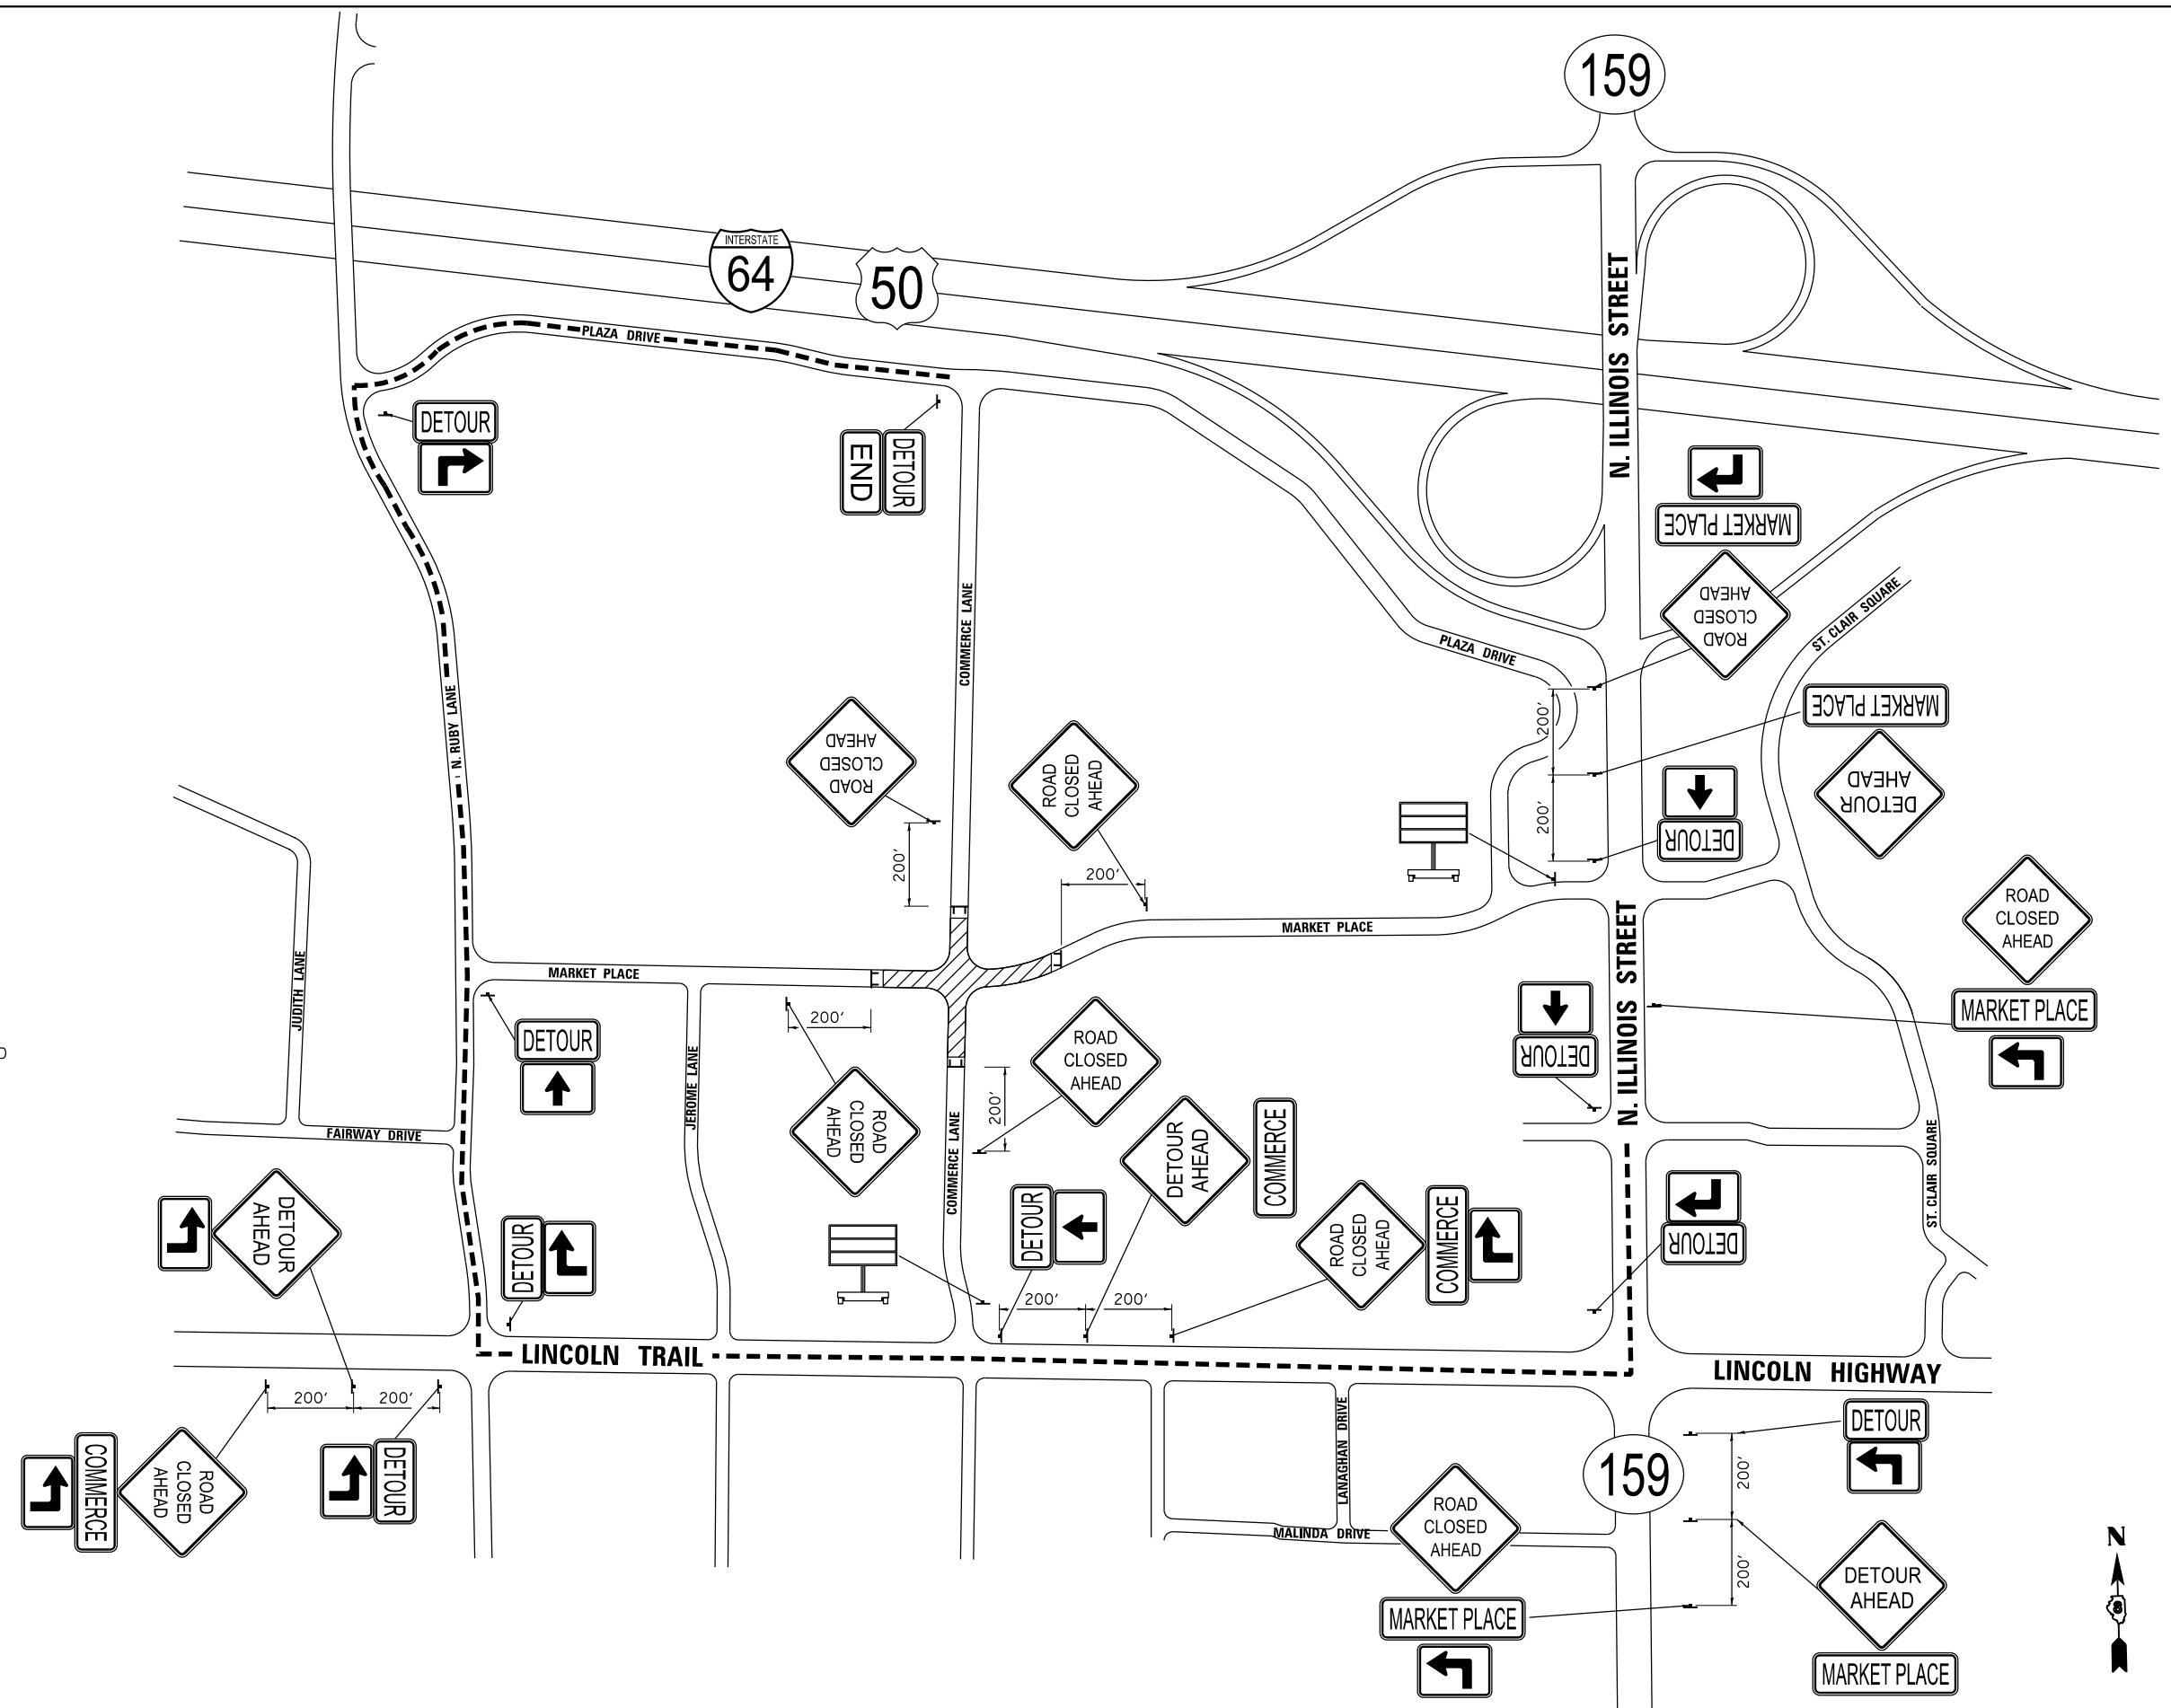 159
INTERSTATE
64
50
N. ILLINOIS STREET
PLAZA DRIVE
DETOUR
END
DETOUR
MARKET PLACE
ROAD
CLOSED
AHEAD
ST. CLAIR SQUARE
COMMERCE LANE
PLAZA DRIVE
N. RUBY LANE
ROAD
CLOSED
AHEAD
ROAD
CLOSED
AHEAD
200'
200'
200'
200'
MARKET PLACE
DETOUR
AHEAD
DETOUR
ROAD
CLOSED
AHEAD
MARKET PLACE
MARKET PLACE
MARKET PLACE
N. ILLINOIS STREET
JUDITH LANE
DETOUR
JEROME LANE
200'
ROAD
CLOSED
AHEAD
200'
ROAD
CLOSED
AHEAD
DETOUR
FAIRWAY DRIVE
COMMERCE LANE
DETOUR
AHEAD
COMMERCE
ST. CLAIR SQUARE
DETOUR
AHEAD
DETOUR
DETOUR
ROAD
CLOSED
AHEAD
COMMERCE
DETOUR
200'
200'
LINCOLN TRAIL
LINCOLN HIGHWAY
200'
200'
COMMERCE
ROAD
CLOSED
AHEAD
DETOUR
LANAGHAN DRIVE
159
DETOUR
200'
200'
MALINDA DRIVE
ROAD
CLOSED
AHEAD
MARKET PLACE
DETOUR
AHEAD
MARKET PLACE
N
8